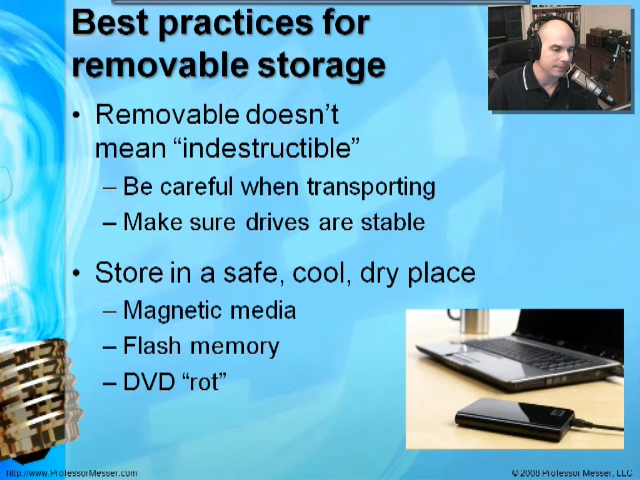 Best practices for
removable storage
• Removable doesn’t
mean “indestructible”
– Be careful when transporting
– Make sure drives are stable
• Store in a safe, cool, dry place
– Magnetic media
– Flash memory
– DVD “rot”
http://www.ProfessorMesser.com
© 2008 Professor Messer, LLC